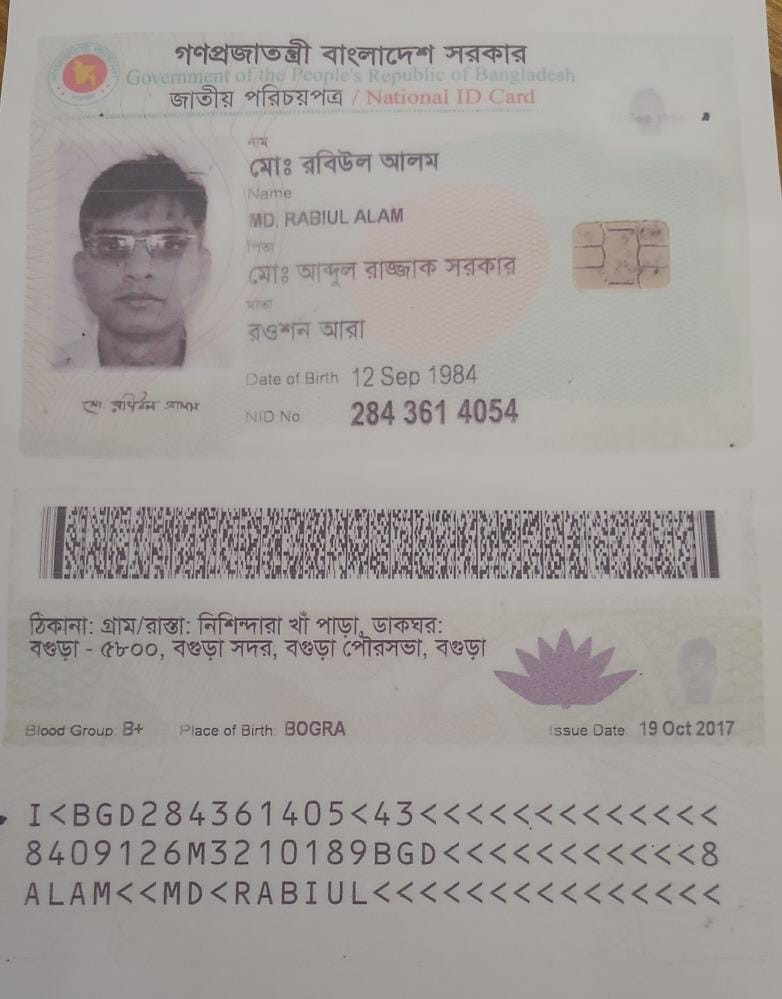 গণপ্রজাতন্ত্রী বাংলাদেশ সরকার
Government of the People's Republic of Bangladesh
জাতীয় পরিচয়পত্র / National ID Card
নাম
মোঃ রবিউল আলম
Name
MD. RABIUL ALAM
পিতা
মোঃ আব্দুল রাজ্জাক সরকার
মাতা
রওশন আরা
Date of Birth 12 Sep 1984
মো. রবিউল আলম
NID No. 284 361 4054
ঠিকানা: গ্রাম/রাস্তা: নিশিন্দারা খাঁ পাড়া, ডাকঘর:
বগুড়া - ৫৮০০, বগুড়া সদর, বগুড়া পৌরসভা, বগুড়া
Blood Group: B+ Place of Birth: BOGRA Issue Date: 19 Oct 2017
I<BGD284361405<43<<<<<<<<<<<<<
8409126M3210189BGD<<<<<<<<<<<8
ALAM<<MD<RABIUL<<<<<<<<<<<<<<<